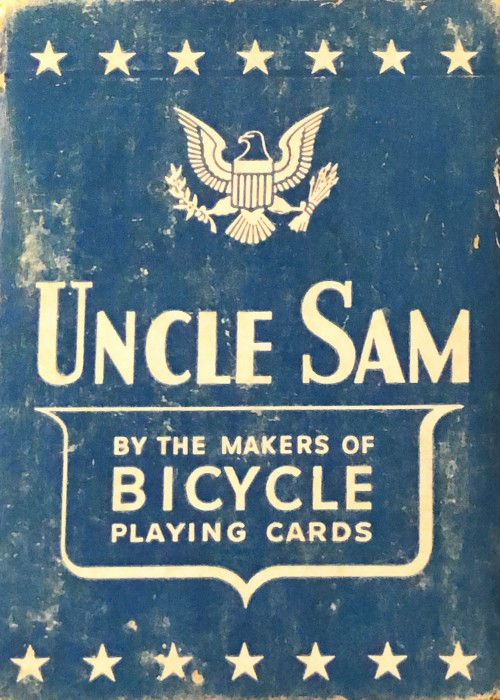 UNCLE SAM
BY THE MAKERS OF
BICYCLE
PLAYING CARDS